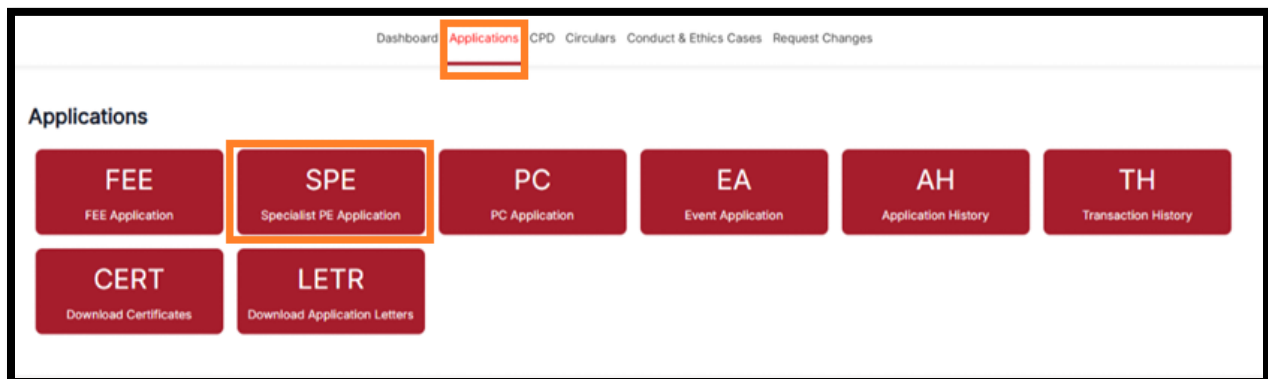 Dashboard Applications CPD Circulars Conduct & Ethics Cases Request Changes
Applications
FEE SPE PC EA AH TH
FEE Application Specialist PE Application PC Application Event Application Application History Transaction History
CERT LETR
Download Certificates Download Application Letters